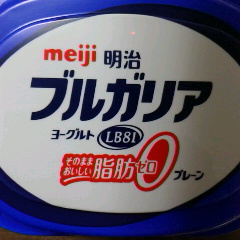 meiji 明治
ブルガリア
ヨーグルト LB81
そのまま
おいしい 脂肪ゼロ 0 プレーン